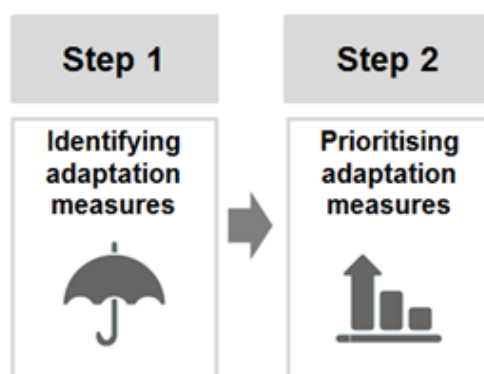 Step 1
Step 2
Identifying
adaptation
measures
Prioritising
adaptation
measures